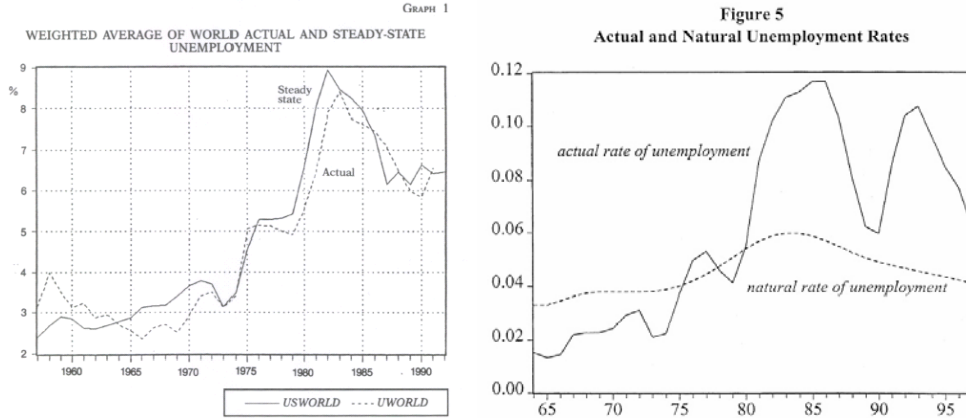 GRAPH 1
WEIGHTED AVERAGE OF WORLD ACTUAL AND STEADY-STATE
UNEMPLOYMENT
9
%
8
7
6
5
4
3
2
Steady
state
Actual
1960 1965 1970 1975 1980 1985 1990
USWORLD UWORLD
Figure 5
Actual and Natural Unemployment Rates
0.12
0.10
0.08
0.06
0.04
0.02
0.00
actual rate of unemployment
natural rate of unemployment
65 70 75 80 85 90 95